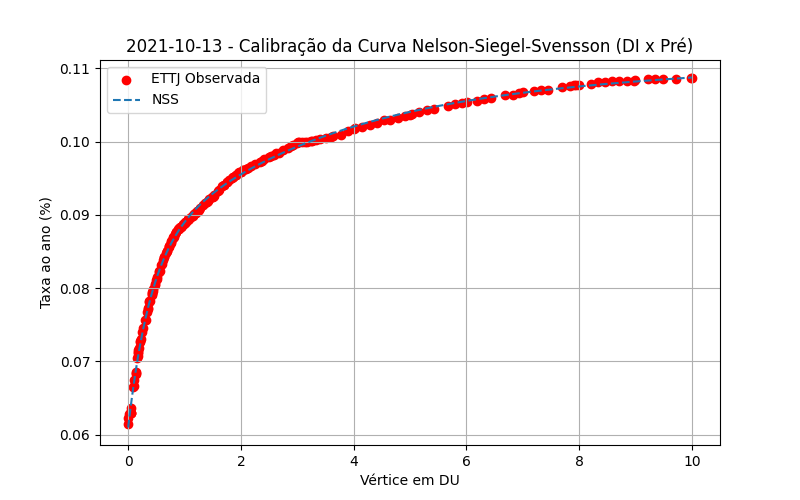 2021-10-13 - Calibração da Curva Nelson-Siegel-Svensson (DI x Pré)
ETTJ Observada
NSS
Taxa ao ano (%)
0.11
0.10
0.09
0.08
0.07
0.06
0 2 4 6 8 10
Vértice em DU